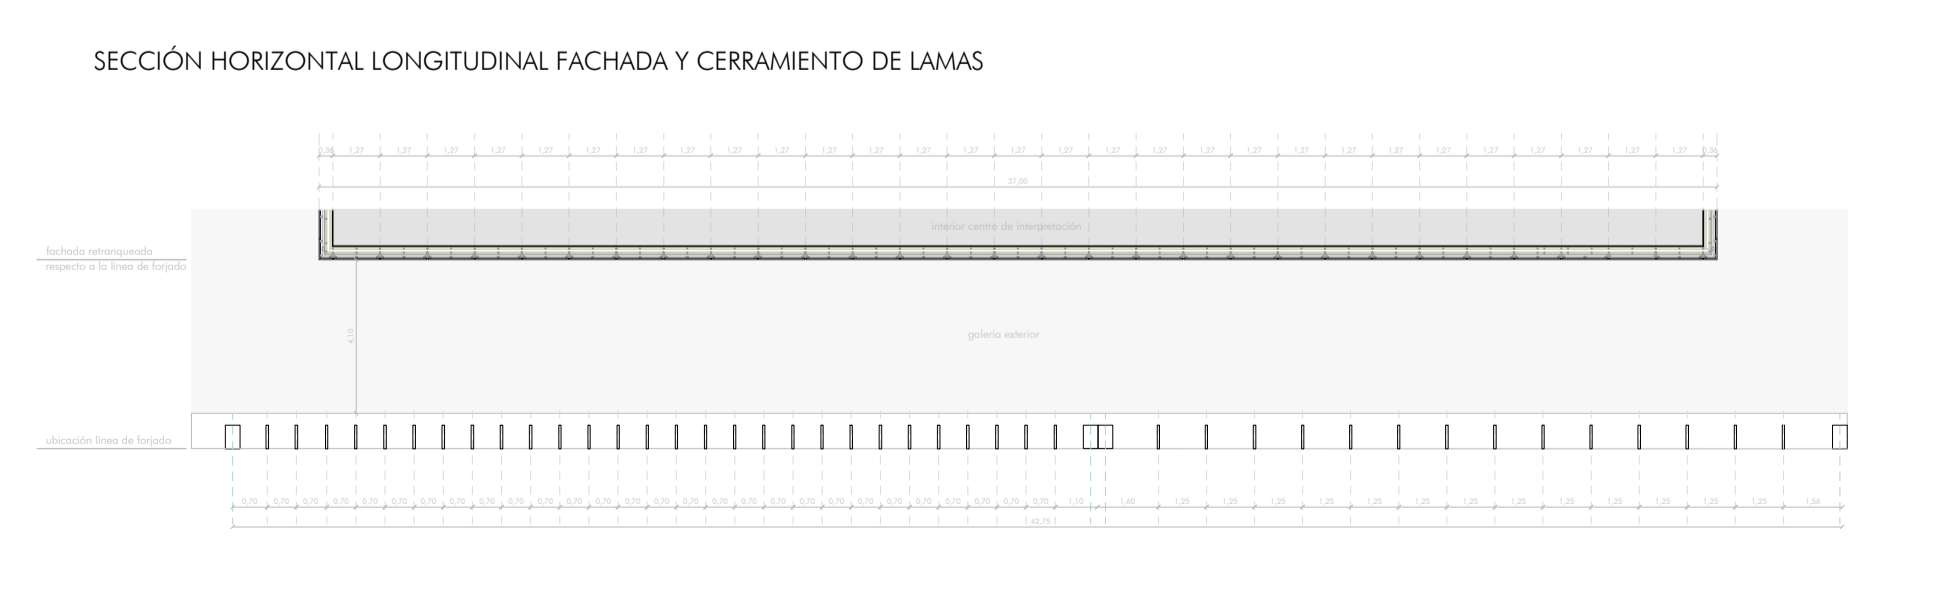 SECCIÓN HORIZONTAL LONGITUDINAL FACHADA Y CERRAMIENTO DE LAMAS
0,36 1,27 1,27 1,27 1,27 1,27 1,27 1,27 1,27 1,27 1,27 1,27 1,27 1,27 1,27 1,27 1,27 1,27 1,27 1,27 1,27 1,27 1,27 1,27 1,27 1,27 1,27 1,27 1,27 1,27 0,36
37,00
interior centro de interpretación
fachada retranqueada
respecto a la línea de forjado
4,10
galería exterior
ubicación línea de forjado
0,70 0,70 0,70 0,70 0,70 0,70 0,70 0,70 0,70 0,70 0,70 0,70 0,70 0,70 0,70 0,70 0,70 0,70 0,70 0,70 0,70 0,70 0,70 0,70 0,70 0,70 0,70 0,70 1,10 1,60 1,25 1,25 1,25 1,25 1,25 1,25 1,25 1,25 1,25 1,25 1,25 1,25 1,25 1,56
42,75